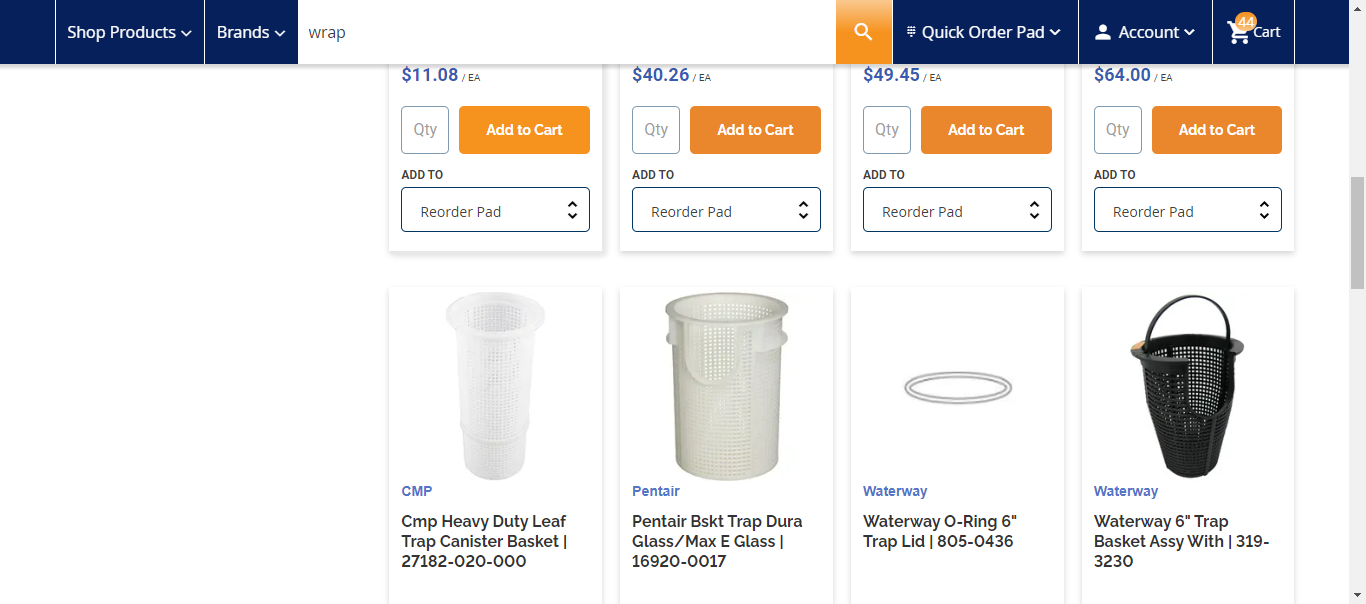 Shop Products
Brands
wrap
Quick Order Pad
Account
44
Cart
$11.08 / EA
$40.26 / EA
$49.45 / EA
$64.00 / EA
Qty
Add to Cart
Qty
Add to Cart
Qty
Add to Cart
Qty
Add to Cart
ADD TO
ADD TO
ADD TO
ADD TO
Reorder Pad
Reorder Pad
Reorder Pad
Reorder Pad
CMP
Cmp Heavy Duty Leaf
Trap Canister Basket |
27182-020-000
Pentair
Pentair Bskt Trap Dura
Glass/Max E Glass |
16920-0017
Waterway
Waterway O-Ring 6"
Trap Lid | 805-0436
Waterway
Waterway 6" Trap
Basket Assy With | 319-
3230